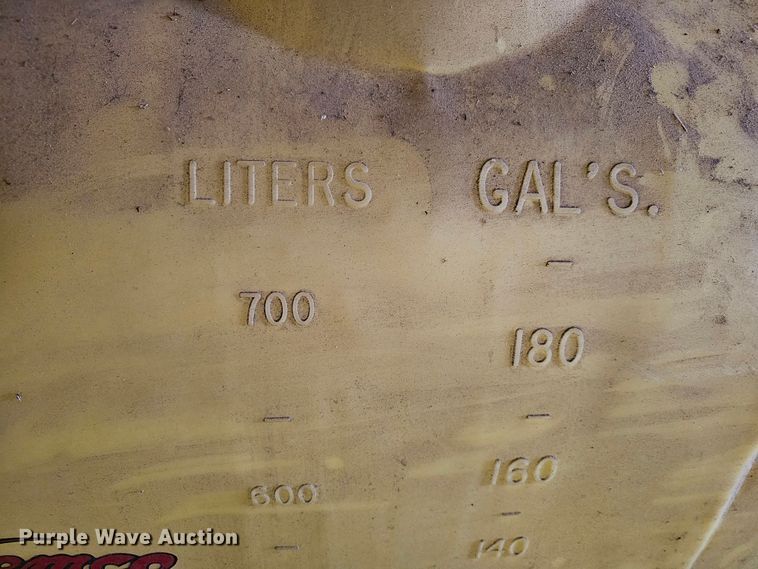 LITERS GAL'S.
700
180
160
600
140
Purple Wave Auction